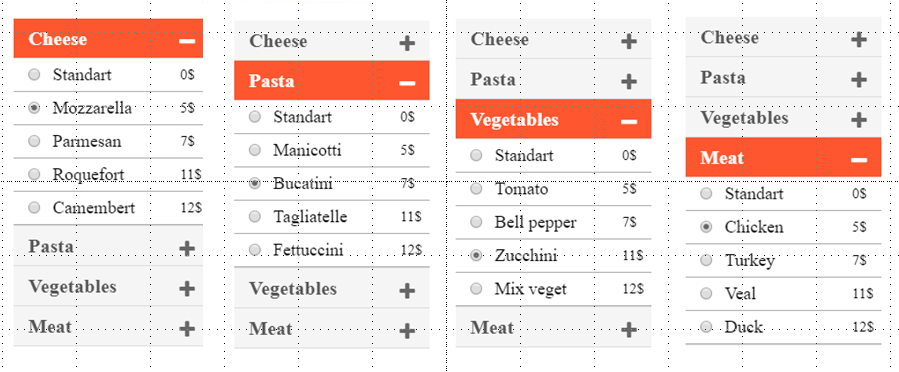 Cheese
Standart 0$
Mozzarella 5$
Parmesan 7$
Roquefort 11$
Camembert 12$
Pasta
Vegetables
Meat
Cheese
Pasta
Standart 0$
Manicotti 5$
Bucatini 7$
Tagliatelle 11$
Fettuccini 12$
Vegetables
Meat
Cheese
Pasta
Vegetables
Standart 0$
Tomato 5$
Bell pepper 7$
Zucchini 11$
Mix veget 12$
Meat
Cheese
Pasta
Vegetables
Meat
Standart 0$
Chicken 5$
Turkey 7$
Veal 11$
Duck 12$